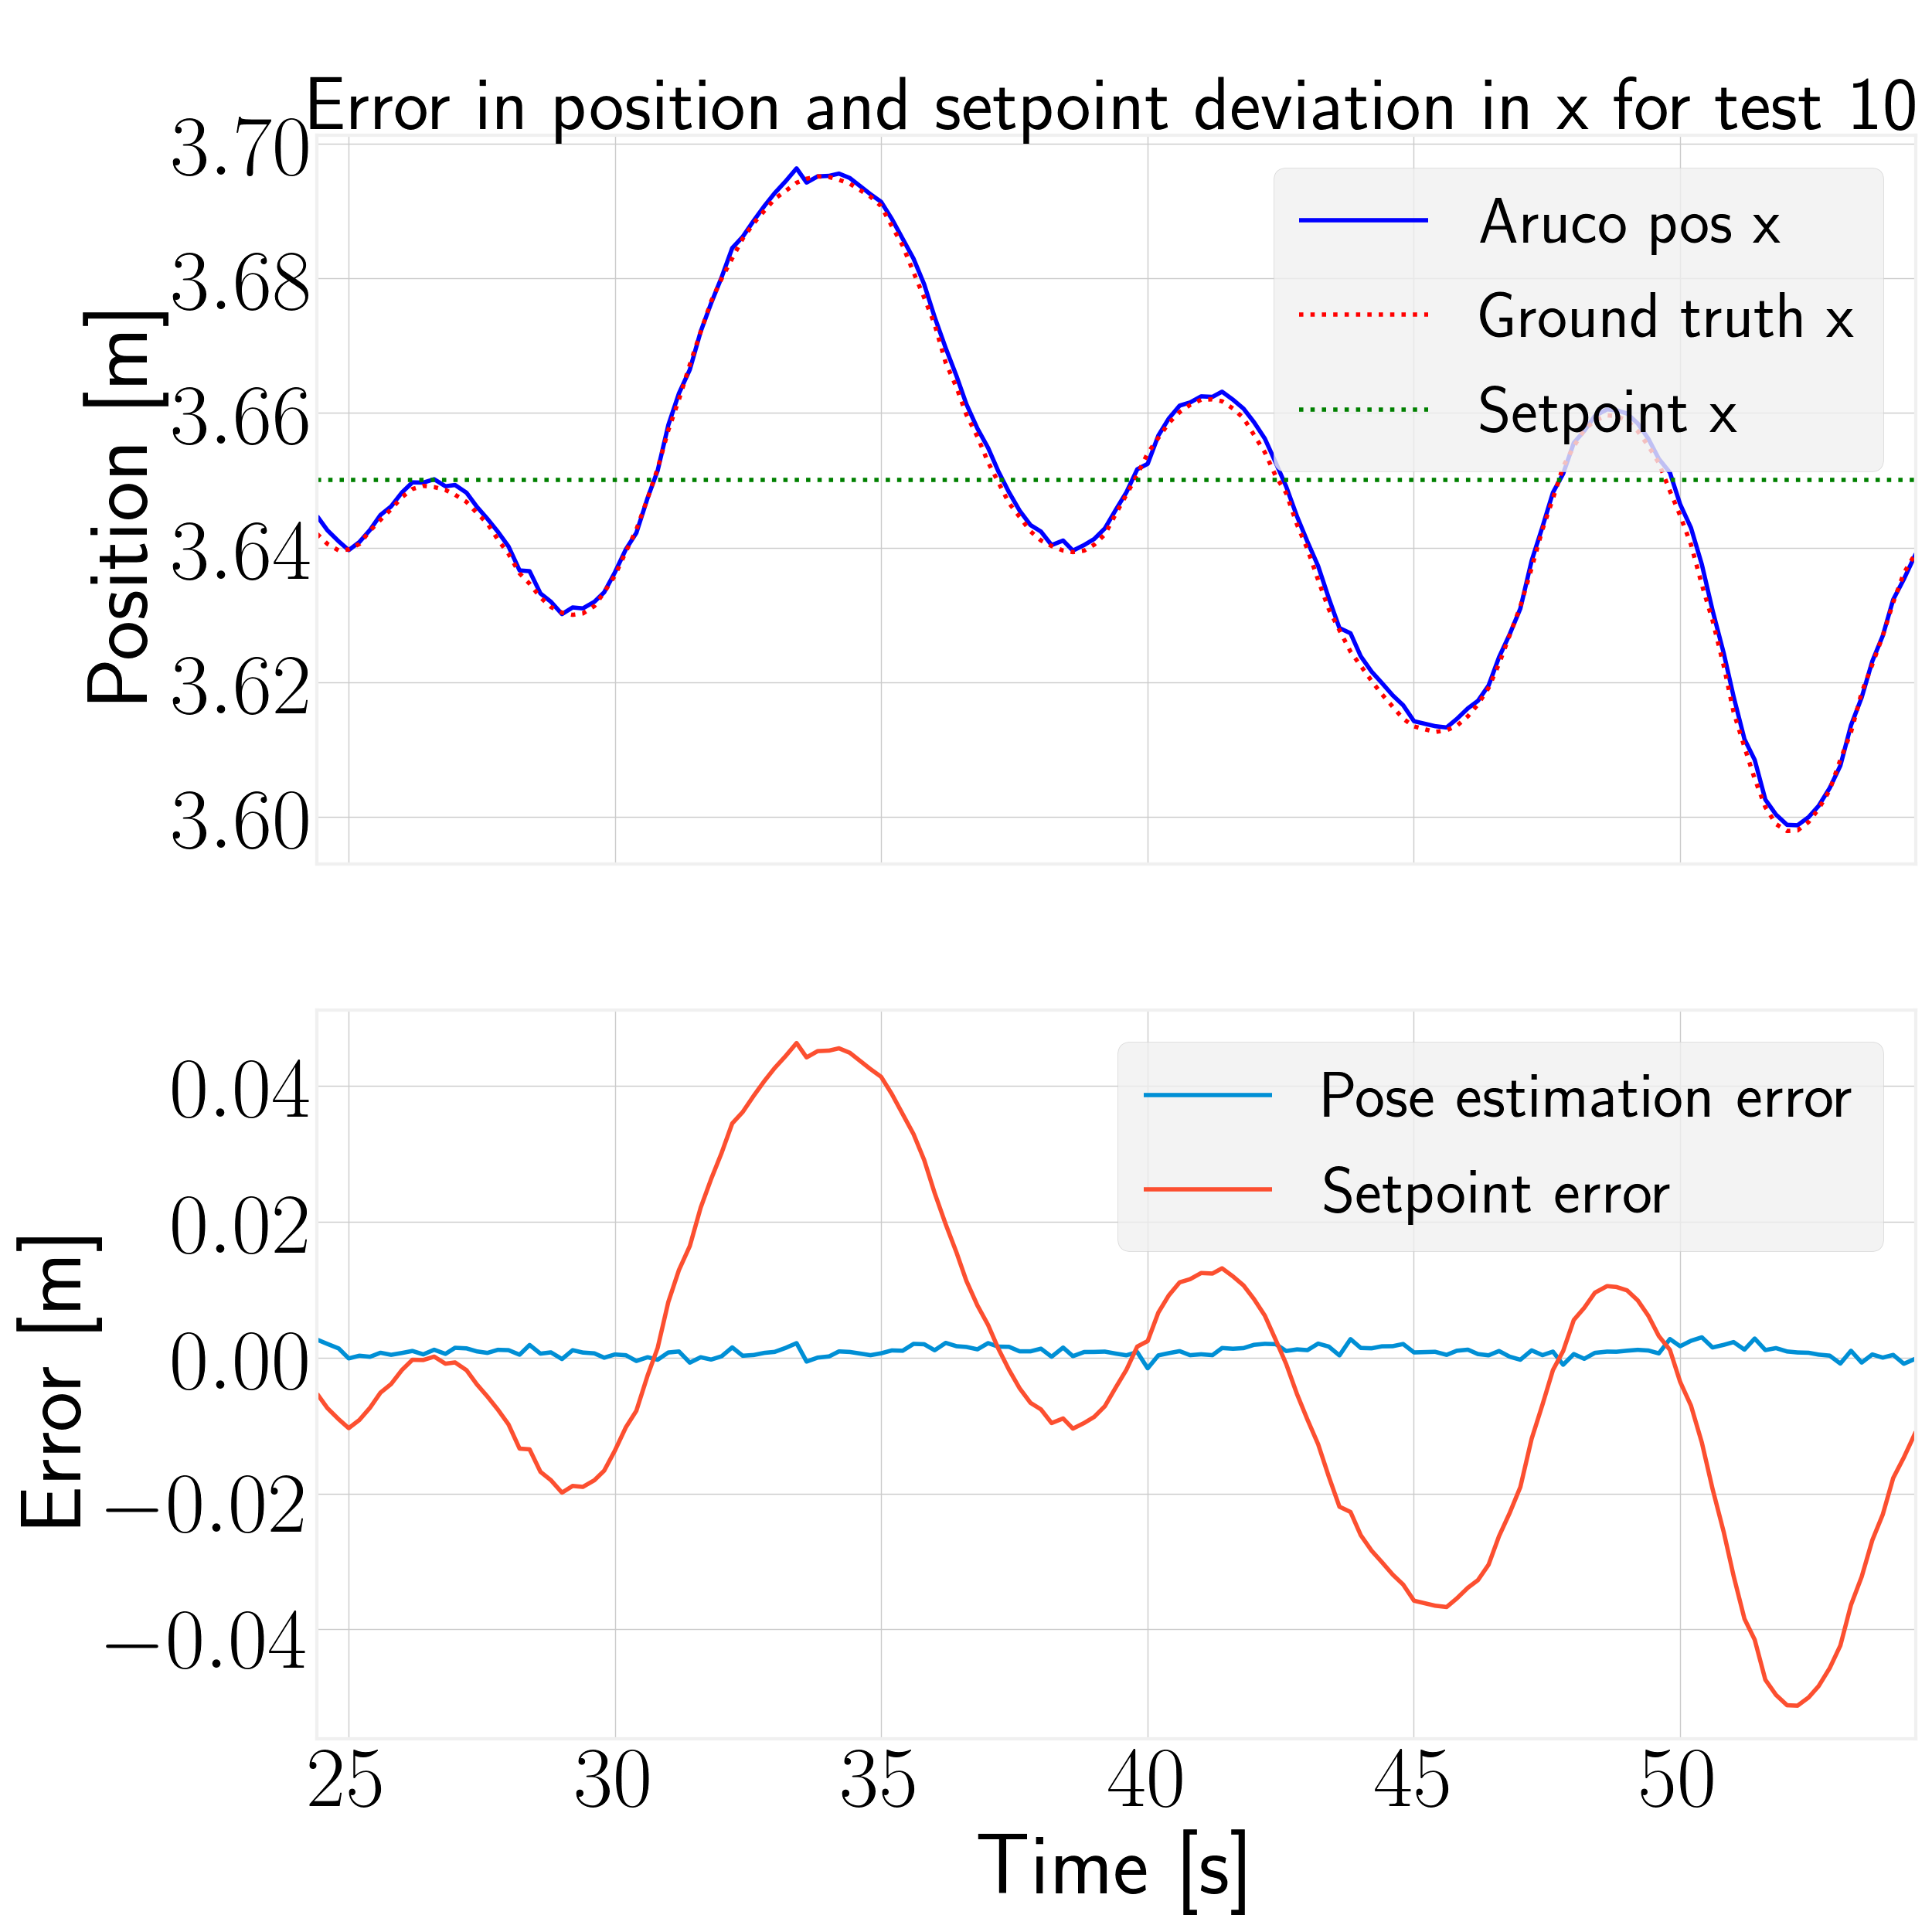 Error in position and setpoint deviation in x for test 10
Position [m]
3.70
3.68
3.66
3.64
3.62
3.60
Aruco pos x
Ground truth x
Setpoint x
Error [m]
0.04
0.02
0.00
−0.02
−0.04
Pose estimation error
Setpoint error
25 30 35 40 45 50
Time [s]